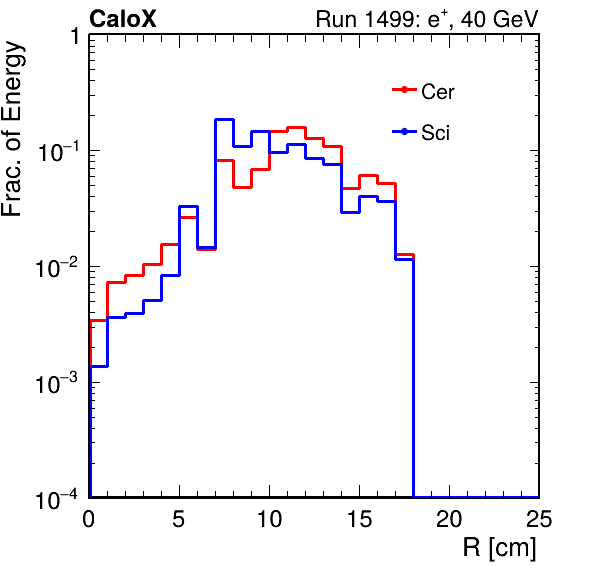 CaloX Run 1499: e⁺, 40 GeV
Frac. of Energy
1
10⁻¹
10⁻²
10⁻³
10⁻⁴
Cer
Sci
0 5 10 15 20 25
R [cm]